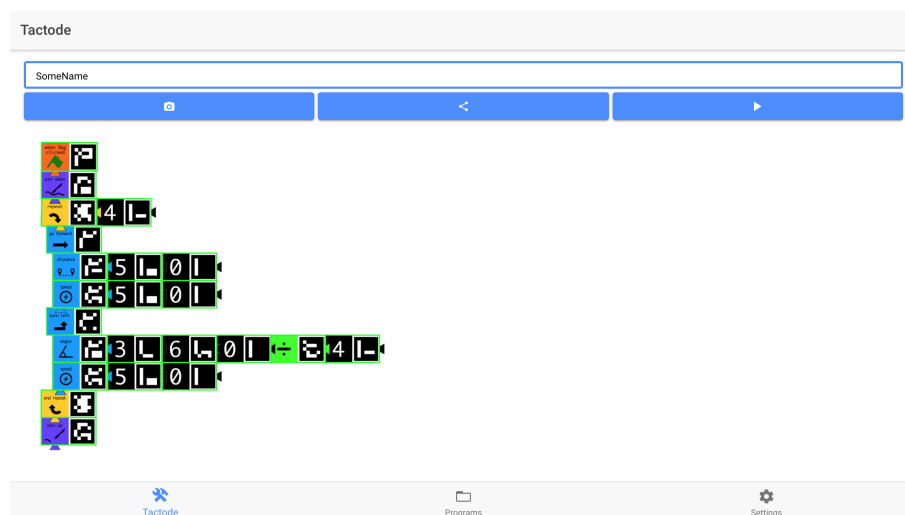 Tactode
SomeName
when flag
clicked
pen down
repeat
4
go forward
distance
5 0
speed
5 0
turn left
angle
3 6 0 ÷ 4
speed
5 0
end repeat
pen up
Tactode
Programs
Settings